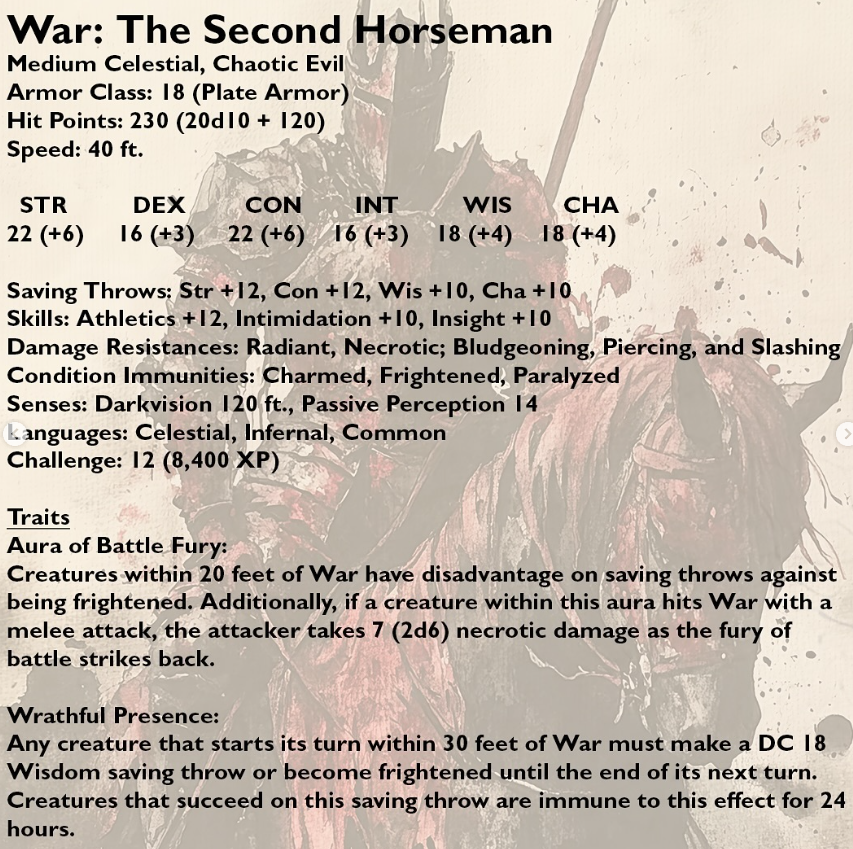 War: The Second Horseman
Medium Celestial, Chaotic Evil
Armor Class: 18 (Plate Armor)
Hit Points: 230 (20d10 + 120)
Speed: 40 ft.
STR DEX CON INT WIS CHA
22 (+6) 16 (+3) 22 (+6) 16 (+3) 18 (+4) 18 (+4)
Saving Throws: Str +12, Con +12, Wis +10, Cha +10
Skills: Athletics +12, Intimidation +10, Insight +10
Damage Resistances: Radiant, Necrotic; Bludgeoning, Piercing, and Slashing
Condition Immunities: Charmed, Frightened, Paralyzed
Senses: Darkvision 120 ft., Passive Perception 14
Languages: Celestial, Infernal, Common
Challenge: 12 (8,400 XP)
Traits
Aura of Battle Fury:
Creatures within 20 feet of War have disadvantage on saving throws against
being frightened. Additionally, if a creature within this aura hits War with a
melee attack, the attacker takes 7 (2d6) necrotic damage as the fury of
battle strikes back.
Wrathful Presence:
Any creature that starts its turn within 30 feet of War must make a DC 18
Wisdom saving throw or become frightened until the end of its next turn.
Creatures that succeed on this saving throw are immune to this effect for 24
hours.